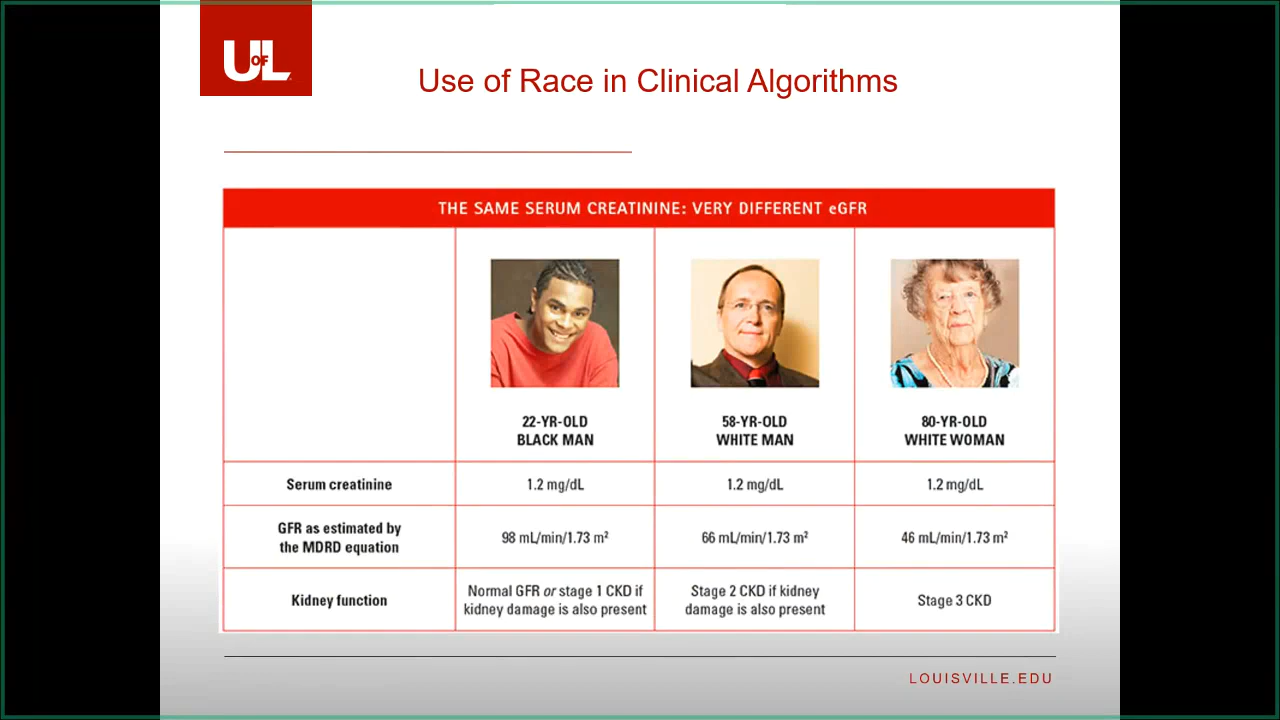 UofL
Use of Race in Clinical Algorithms
THE SAME SERUM CREATININE: VERY DIFFERENT eGFR
22-YR-OLD
BLACK MAN
58-YR-OLD
WHITE MAN
80-YR-OLD
WHITE WOMAN
Serum creatinine
1.2 mg/dL
1.2 mg/dL
1.2 mg/dL
GFR as estimated by
the MDRD equation
98 mL/min/1.73 m²
66 mL/min/1.73 m²
46 mL/min/1.73 m²
Kidney function
Normal GFR or stage 1 CKD if
kidney damage is also present
Stage 2 CKD if kidney
damage is also present
Stage 3 CKD
LOUISVILLE.EDU